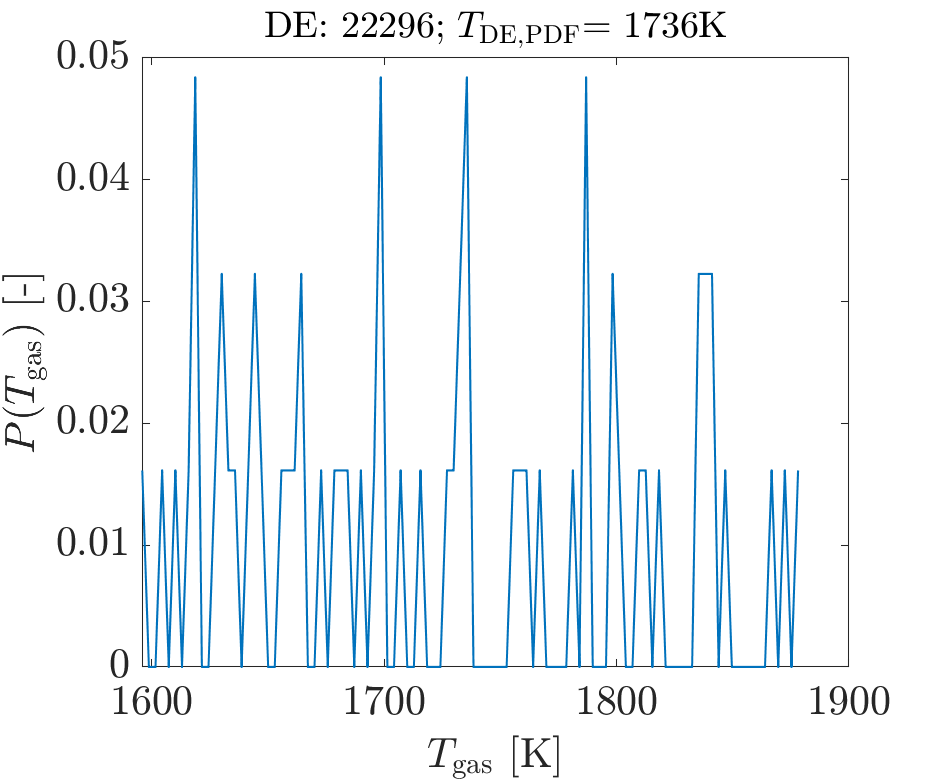 DE: 22296; T_DE,PDF= 1736K
0.05
0.04
0.03
0.02
0.01
0
P(T_gas) [-]
1600 1700 1800 1900
T_gas [K]